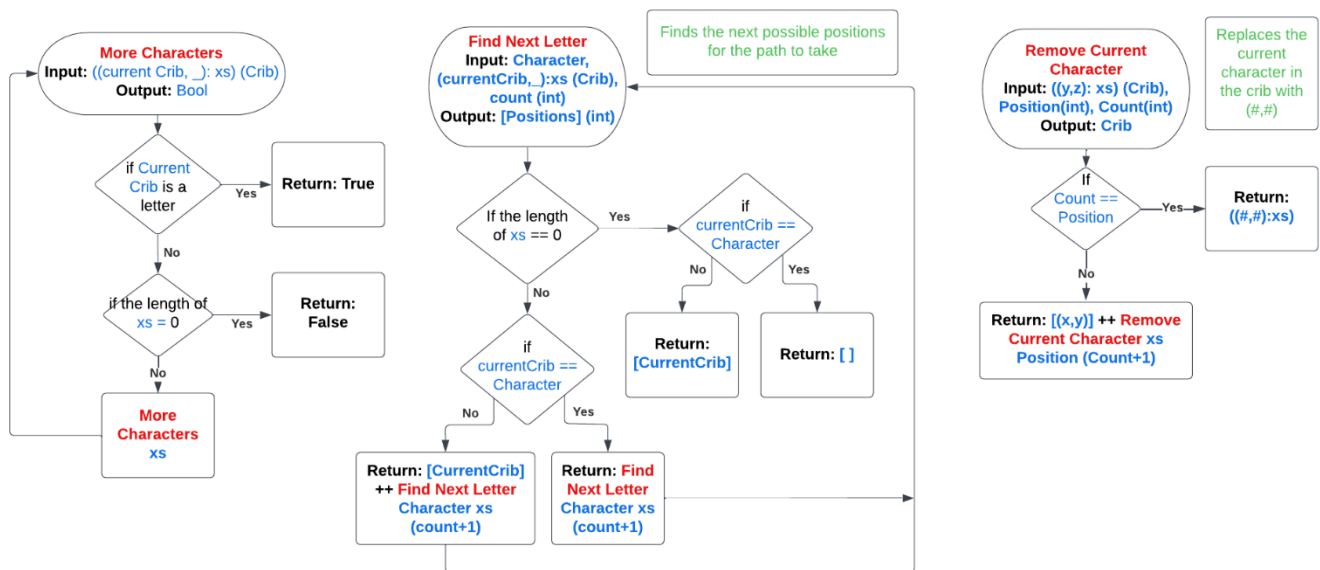 More Characters
Input: ((current Crib, _): xs) (Crib)
Output: Bool
if Current
Crib is a
letter
Yes
Return: True
No
if the length of
xs = 0
Yes
Return:
False
No
More
Characters
xs
Find Next Letter
Input: Character,
(currentCrib,_):xs (Crib),
count (int)
Output: [Positions] (int)
Finds the next possible positions
for the path to take
If the length
of xs == 0
Yes
if
currentCrib ==
Character
No
Yes
Return:
[CurrentCrib]
Return: [ ]
No
if
currentCrib ==
Character
No
Yes
Return: [CurrentCrib]
++ Find Next Letter
Character xs
(count+1)
Return: Find
Next Letter
Character xs
(count+1)
Remove Current
Character
Input: ((y,z): xs) (Crib),
Position(int), Count(int)
Output: Crib
Replaces the
current
character in
the crib with
(#,#)
If
Count ==
Position
Yes
Return:
((#,#):xs)
No
Return: [(x,y)] ++ Remove
Current Character xs
Position (Count+1)